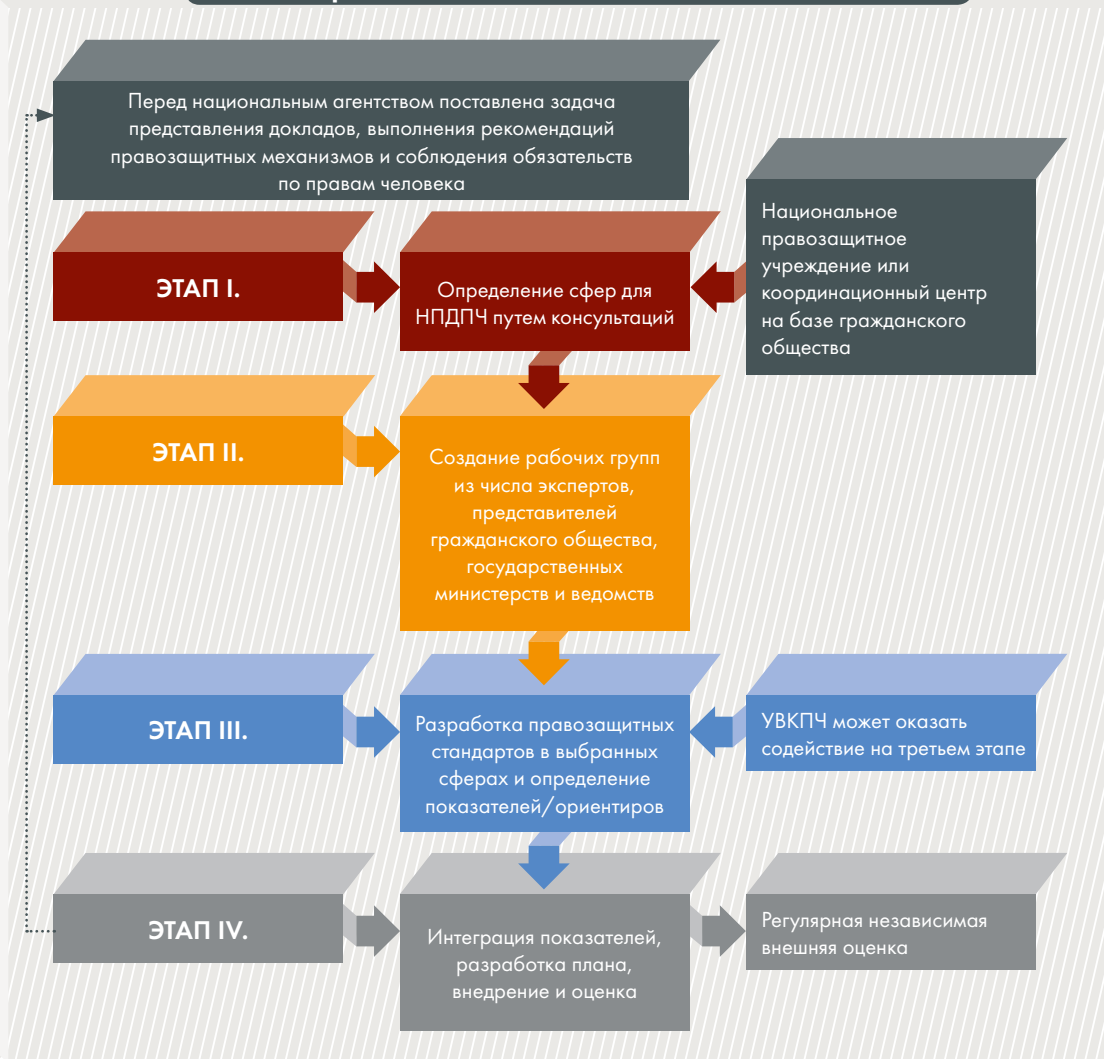 Перед национальным агентством поставлена задача
представления докладов, выполнения рекомендаций
правозащитных механизмов и соблюдения обязательств
по правам человека
Национальное
правозащитное
учреждение или
координационный центр
на базе гражданского
общества
ЭТАП I.
Определение сфер для
НПДПЧ путем консультаций
ЭТАП II.
Создание рабочих групп
из числа экспертов,
представителей
гражданского общества,
государственных
министерств и ведомств
ЭТАП III.
Разработка правозащитных
стандартов в выбранных
сферах и определение
показателей/ориентиров
УВКПЧ может оказать
содействие на третьем этапе
ЭТАП IV.
Интеграция показателей,
разработка плана,
внедрение и оценка
Регулярная независимая
внешняя оценка